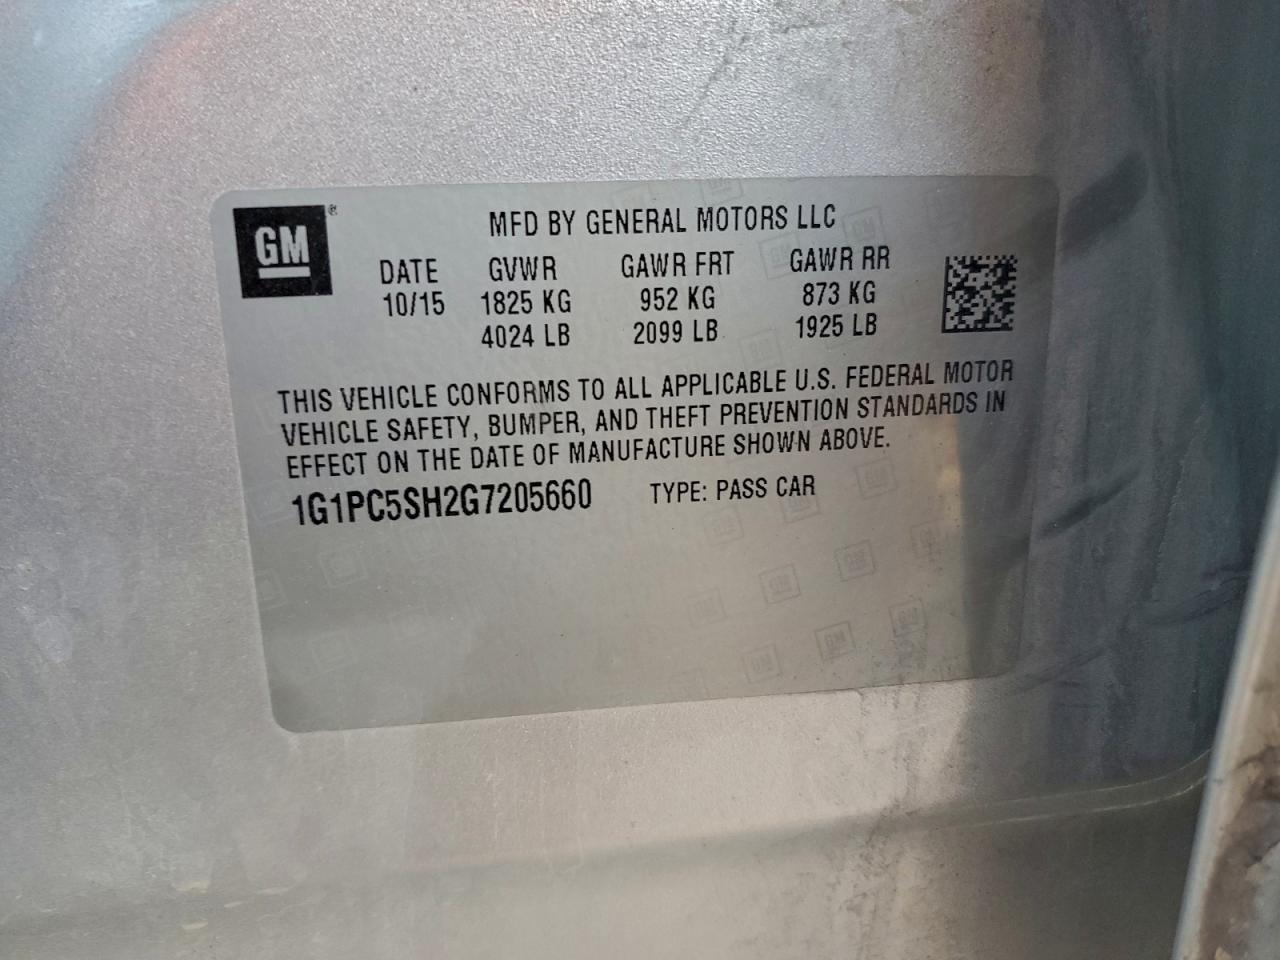 GM ®
MFD BY GENERAL MOTORS LLC
DATE GVWR GAWR FRT GAWR RR
10/15 1825 KG 952 KG 873 KG
4024 LB 2099 LB 1925 LB
THIS VEHICLE CONFORMS TO ALL APPLICABLE U.S. FEDERAL MOTOR
VEHICLE SAFETY, BUMPER, AND THEFT PREVENTION STANDARDS IN
EFFECT ON THE DATE OF MANUFACTURE SHOWN ABOVE.
1G1PC5SH2G7205660 TYPE: PASS CAR